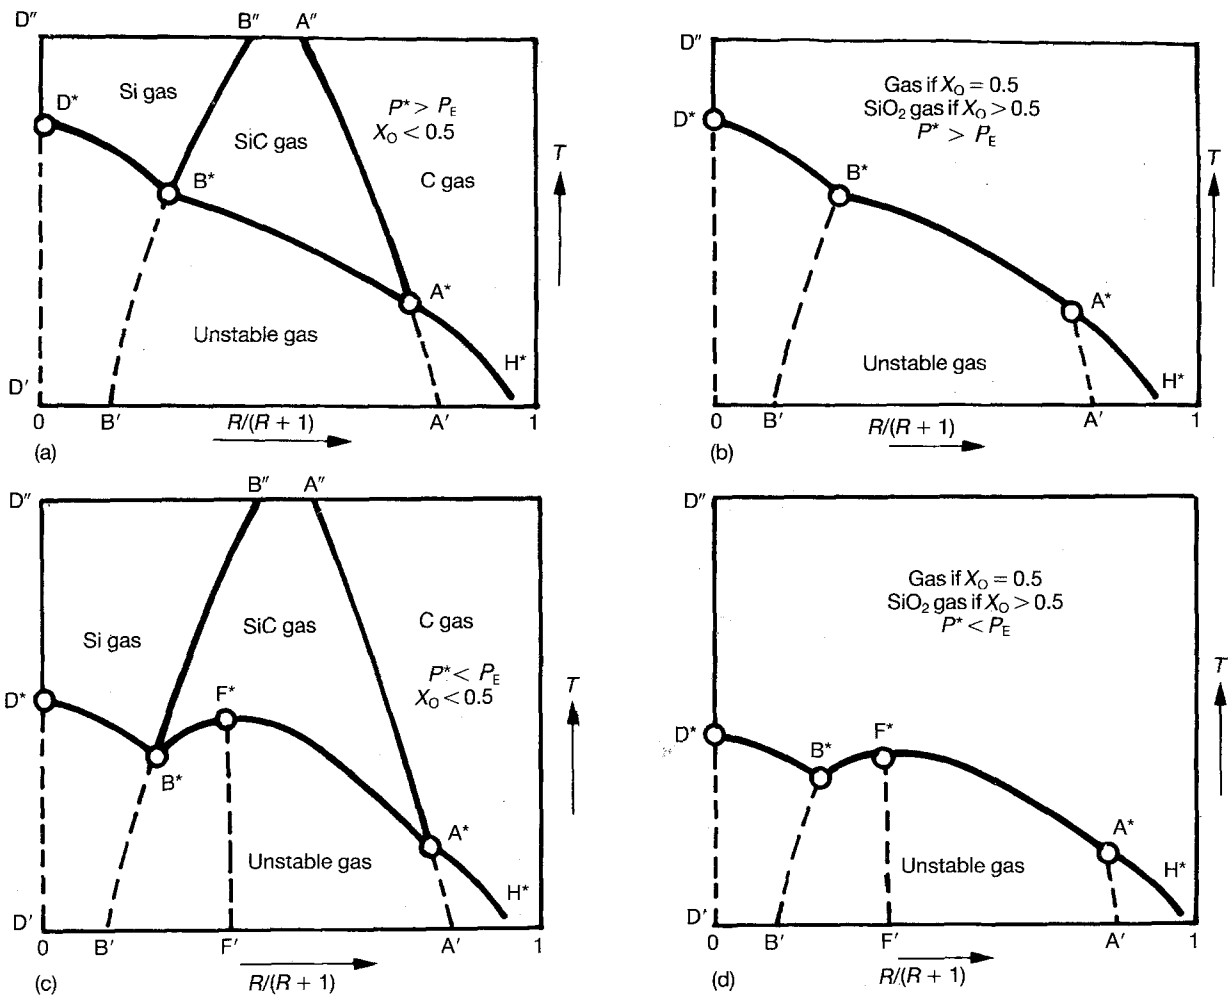 D″
B″ A″
Si gas
P* > P_E
X_O < 0.5
D*
SiC gas
T
B*
C gas
A*
Unstable gas
H*
D′
0 B′ R/(R + 1) A′ 1
(a)
D″
Gas if X_O = 0.5
SiO₂ gas if X_O > 0.5
P* > P_E
D*
T
B*
A*
Unstable gas
H*
0 B′ R/(R + 1) A′ 1
(b)
D″
B″ A″
Si gas
SiC gas
C gas
P* < P_E
X_O < 0.5
T
D*
F*
B*
A*
Unstable gas
H*
D′
0 B′ F′ A′ 1
R/(R + 1)
(c)
D″
Gas if X_O = 0.5
SiO₂ gas if X_O > 0.5
P* < P_E
T
D*
F*
B*
A*
Unstable gas
H*
D′
0 B′ F′ A′ 1
R/(R + 1)
(d)